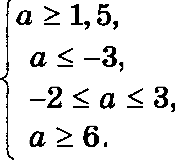 a ≥ 1,5,
a ≤ −3,
−2 ≤ a ≤ 3,
a ≥ 6.